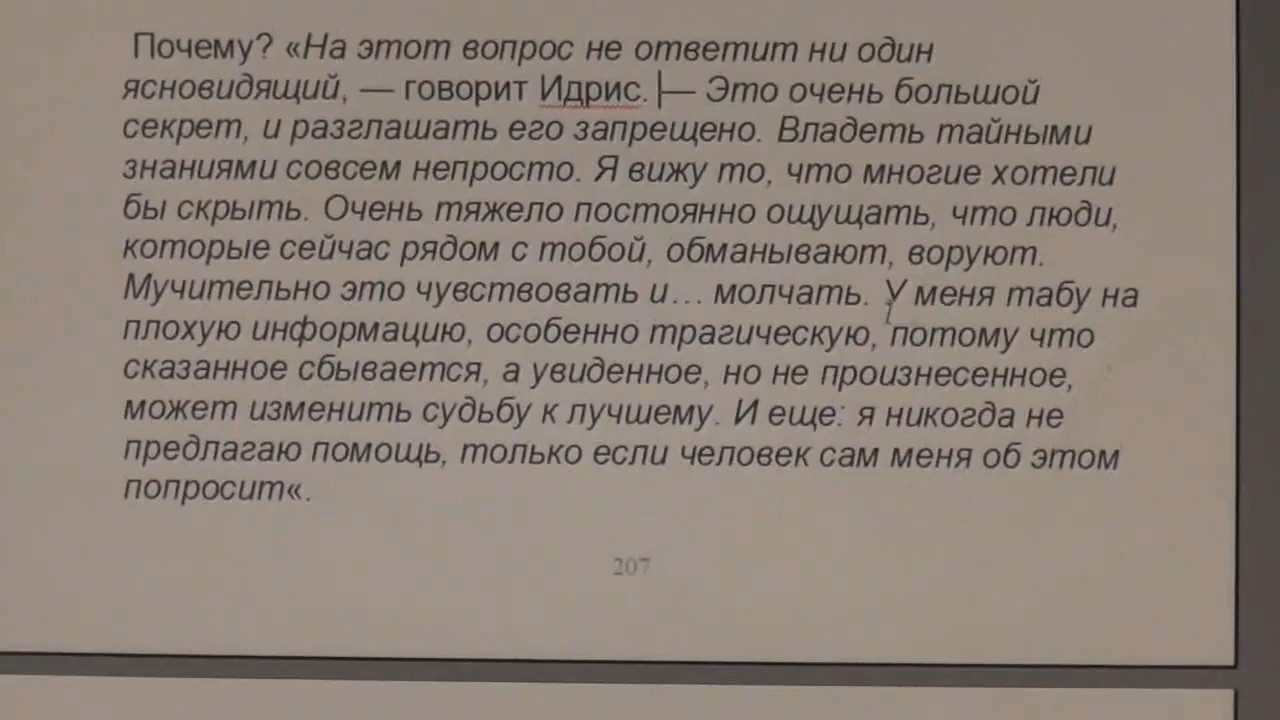 Почему? «На этот вопрос не ответит ни один
ясновидящий, — говорит Идрис. — Это очень большой
секрет, и разглашать его запрещено. Владеть тайными
знаниями совсем непросто. Я вижу то, что многие хотели
бы скрыть. Очень тяжело постоянно ощущать, что люди,
которые сейчас рядом с тобой, обманывают, воруют.
Мучительно это чувствовать и… молчать. У меня табу на
плохую информацию, особенно трагическую, потому что
сказанное сбывается, а увиденное, но не произнесенное,
может изменить судьбу к лучшему. И еще: я никогда не
предлагаю помощь, только если человек сам меня об этом
попросит«.
207